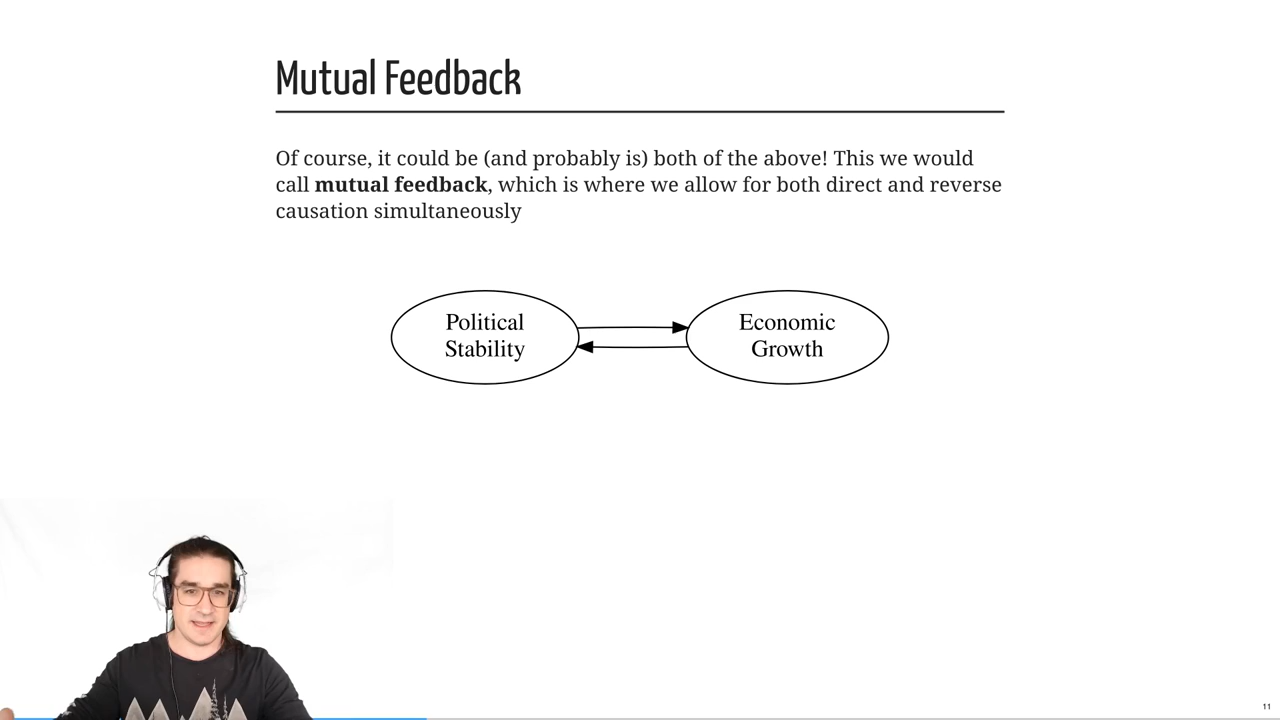 Mutual Feedback
Of course, it could be (and probably is) both of the above! This we would
call mutual feedback, which is where we allow for both direct and reverse
causation simultaneously
Political
Stability
Economic
Growth
11